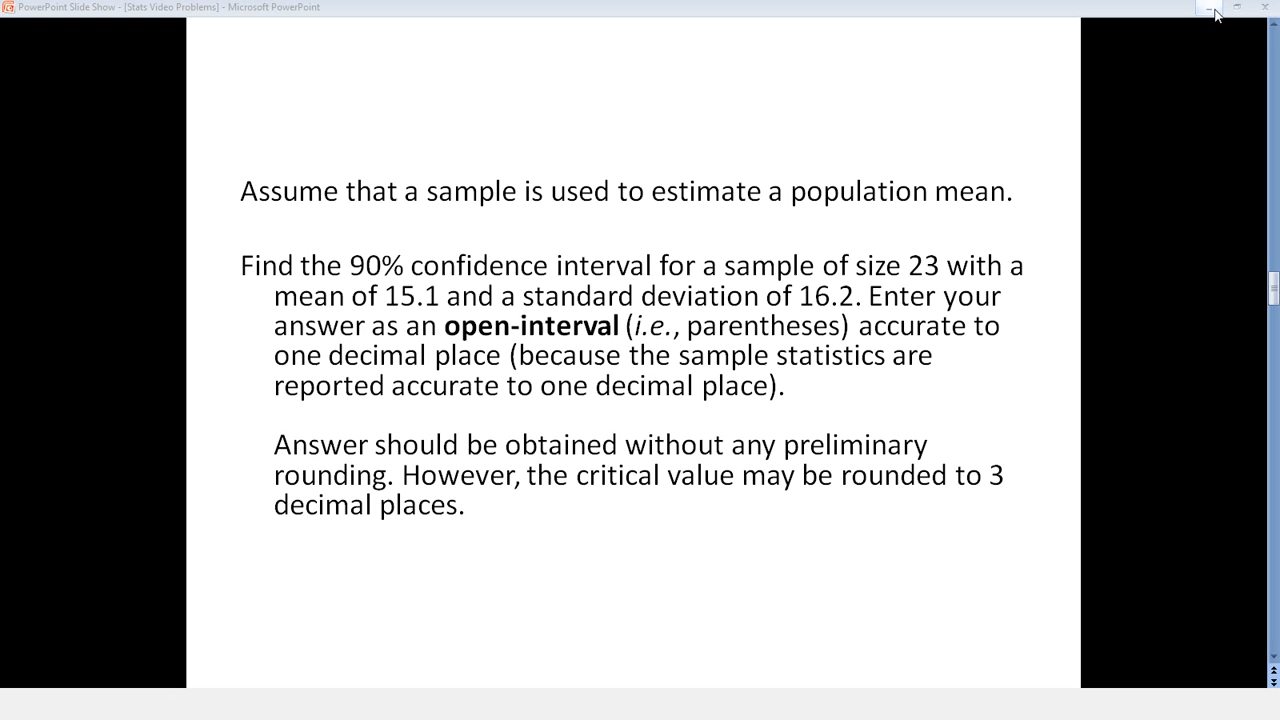 PowerPoint Slide Show - [Stats Video Problems] - Microsoft PowerPoint
Assume that a sample is used to estimate a population mean.
Find the 90% confidence interval for a sample of size 23 with a
mean of 15.1 and a standard deviation of 16.2. Enter your
answer as an open-interval (i.e., parentheses) accurate to
one decimal place (because the sample statistics are
reported accurate to one decimal place).
Answer should be obtained without any preliminary
rounding. However, the critical value may be rounded to 3
decimal places.